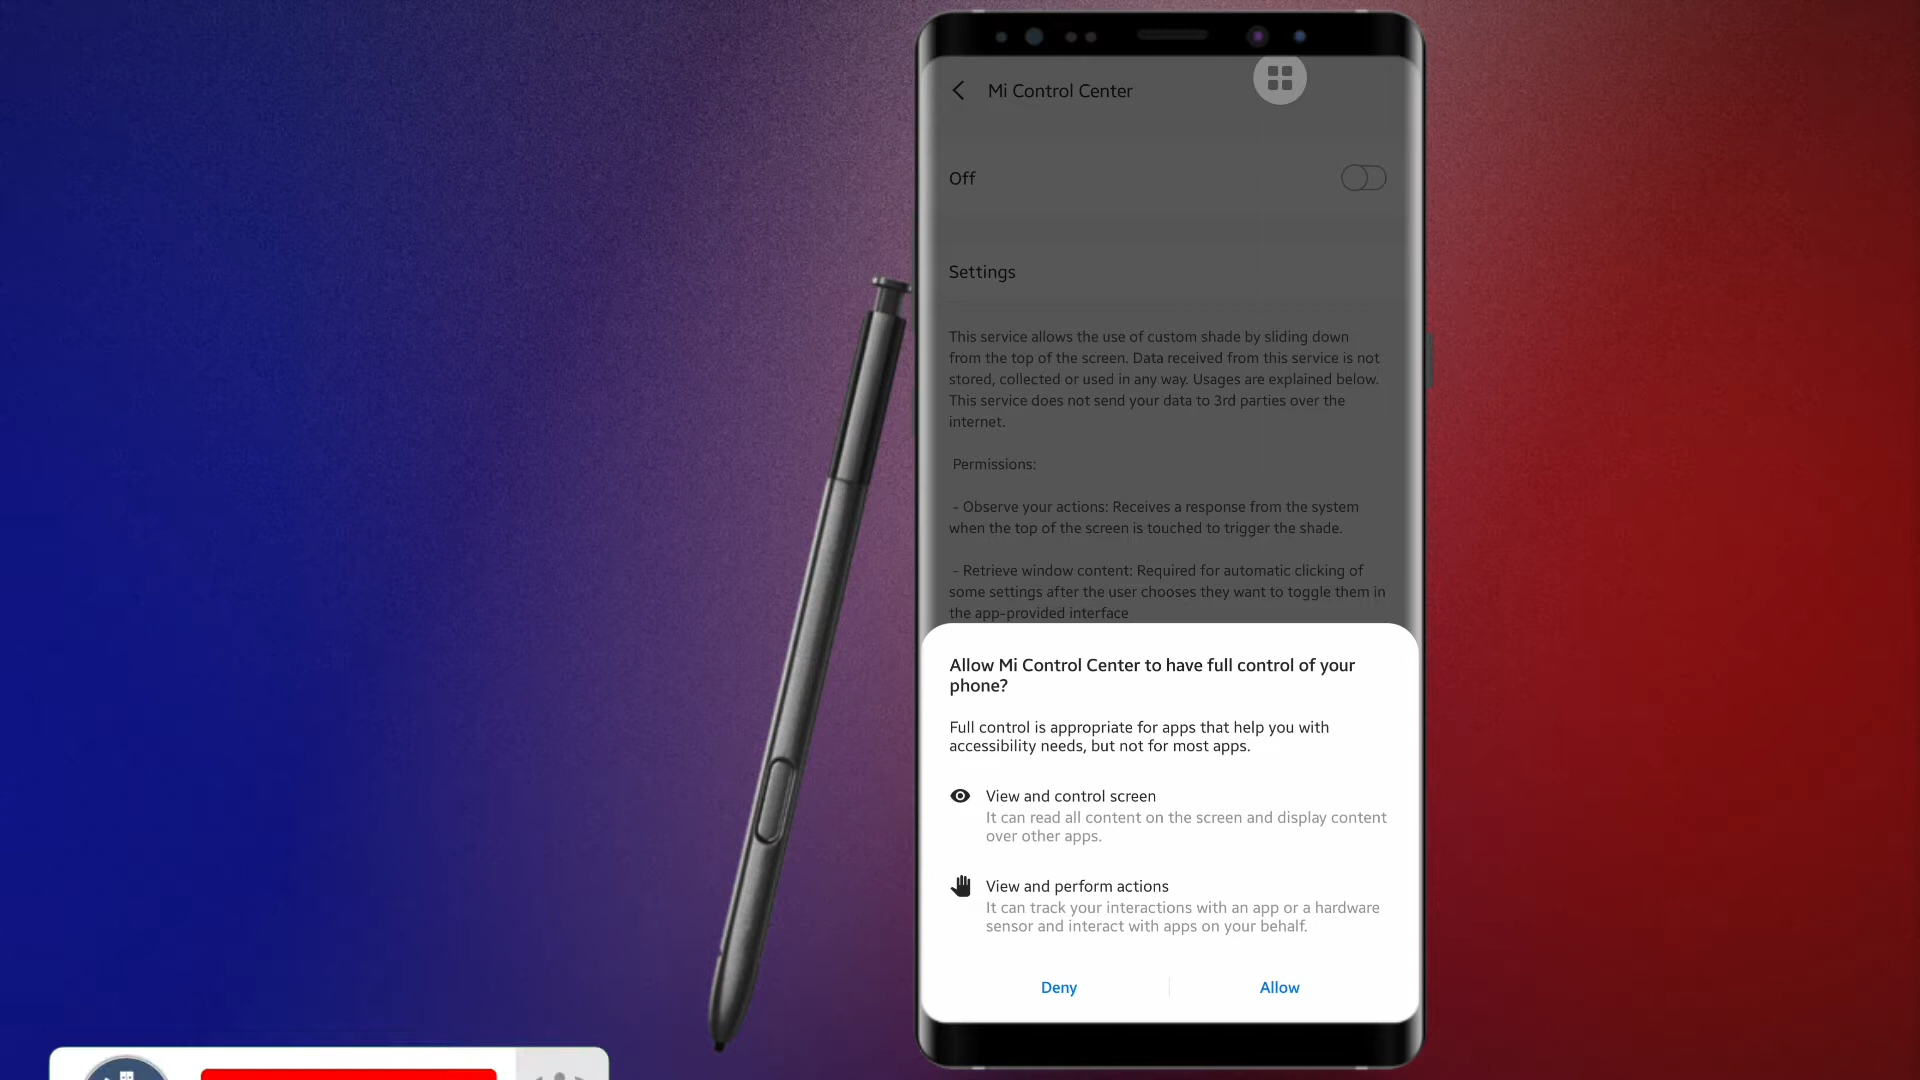 Mi Control Center
Off
Settings
This service allows the use of custom shade by sliding down
from the top of the screen. Data received from this service is not
stored, collected or used in any way. Usages are explained below.
This service does not send your data to 3rd parties over the
internet.
Permissions:
- Observe your actions: Receives a response from the system
when the top of the screen is touched to trigger the shade.
- Retrieve window content: Required for automatic clicking of
some settings after the user chooses they want to toggle them in
the app-provided interface
Allow Mi Control Center to have full control of your
phone?
Full control is appropriate for apps that help you with
accessibility needs, but not for most apps.
View and control screen
It can read all content on the screen and display content
over other apps.
View and perform actions
It can track your interactions with an app or a hardware
sensor and interact with apps on your behalf.
Deny
Allow